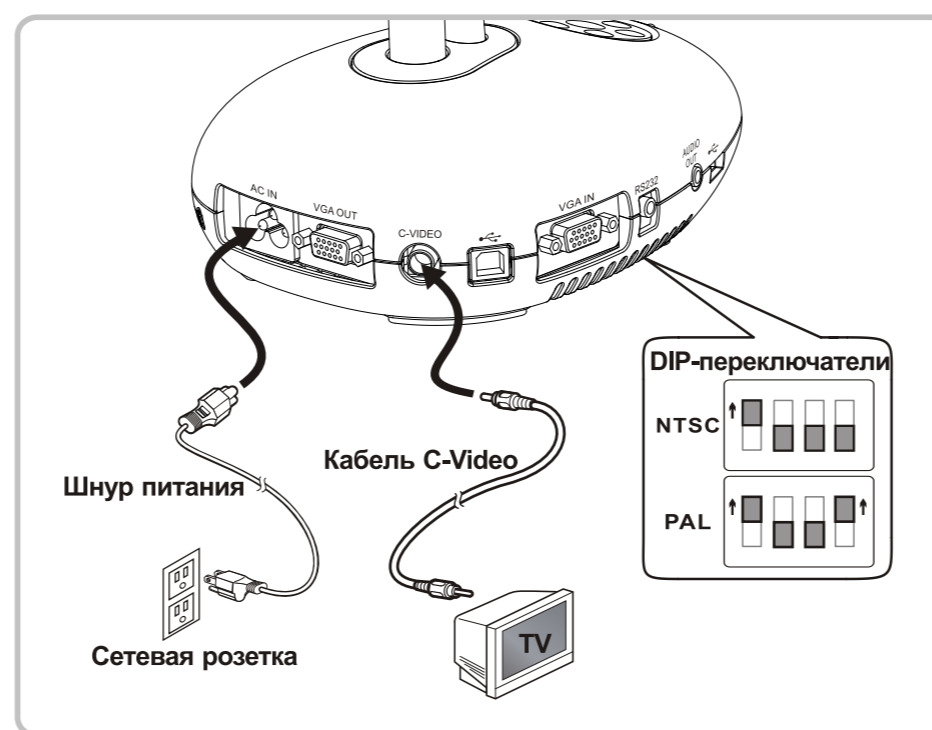 AC IN
VGA OUT
C-VIDEO
VGA IN
RS232
AUDIO
OUT
DIP-переключатели
NTSC
PAL
Шнур питания
Кабель C-Video
Сетевая розетка
TV